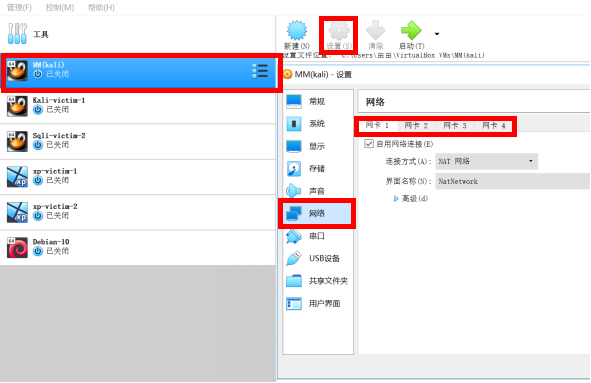 管理(F) 控制(M) 帮助(H)
工具
新建(N) 设置(S) 清除 启动(T)
MM(kali)
已关闭
Kali-victim-1
已关闭
Sqli-victim-2
已关闭
xp-victim-1
已关闭
xp-victim-2
已关闭
Debian-10
已关闭
设置文件位置: C:\Users\苗苗\VirtualBox VMs\MM(kali)
MM(kali) - 设置
常规
系统
显示
存储
声音
网络
串口
USB设备
共享文件夹
用户界面
网络
网卡 1 网卡 2 网卡 3 网卡 4
启用网络连接(E)
连接方式(A): NAT 网络
界面名称(N): NatNetwork
高级(d)